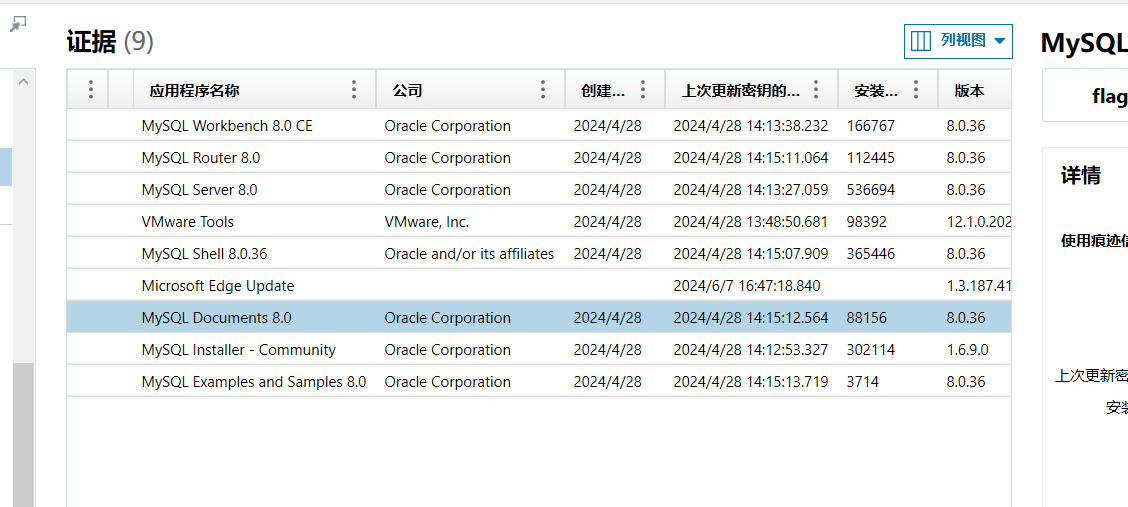 证据 (9)
列视图
MySQL
flag
应用程序名称 公司 创建... 上次更新密钥的... 安装... 版本
MySQL Workbench 8.0 CE Oracle Corporation 2024/4/28 2024/4/28 14:13:38.232 166767 8.0.36
MySQL Router 8.0 Oracle Corporation 2024/4/28 2024/4/28 14:15:11.064 112445 8.0.36
MySQL Server 8.0 Oracle Corporation 2024/4/28 2024/4/28 14:13:27.059 536694 8.0.36
VMware Tools VMware, Inc. 2024/4/28 2024/4/28 13:48:50.681 98392 12.1.0.202
MySQL Shell 8.0.36 Oracle and/or its affiliates 2024/4/28 2024/4/28 14:15:07.909 365446 8.0.36
Microsoft Edge Update 2024/6/7 16:47:18.840 1.3.187.41
MySQL Documents 8.0 Oracle Corporation 2024/4/28 2024/4/28 14:15:12.564 88156 8.0.36
MySQL Installer - Community Oracle Corporation 2024/4/28 2024/4/28 14:12:53.327 302114 1.6.9.0
MySQL Examples and Samples 8.0 Oracle Corporation 2024/4/28 2024/4/28 14:15:13.719 3714 8.0.36
详情
使用痕迹信
上次更新密
安装